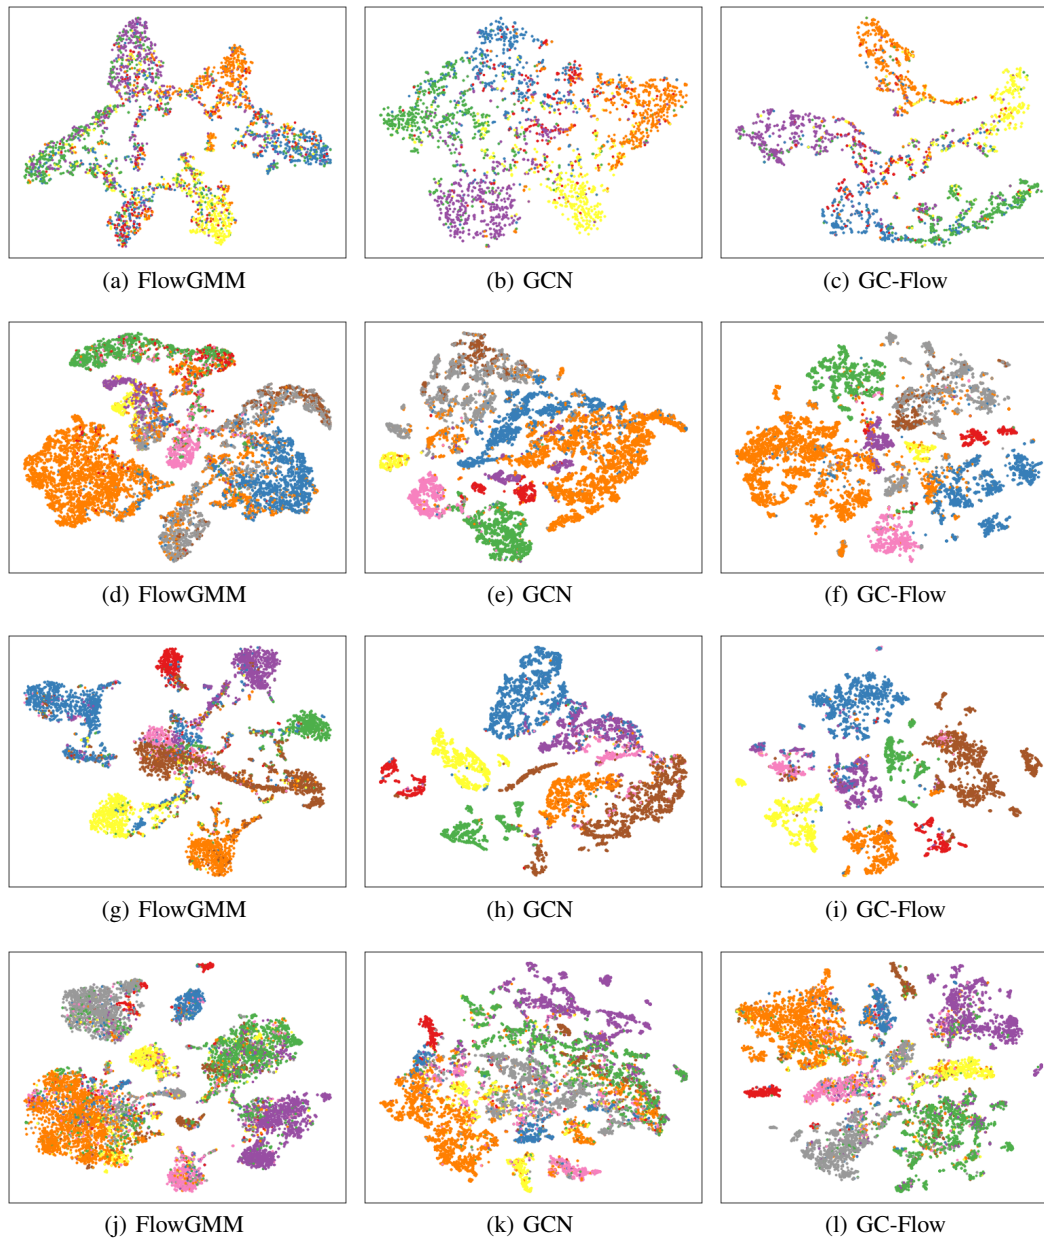 (a) FlowGMM
(b) GCN
(c) GC-Flow
(d) FlowGMM
(e) GCN
(f) GC-Flow
(g) FlowGMM
(h) GCN
(i) GC-Flow
(j) FlowGMM
(k) GCN
(l) GC-Flow